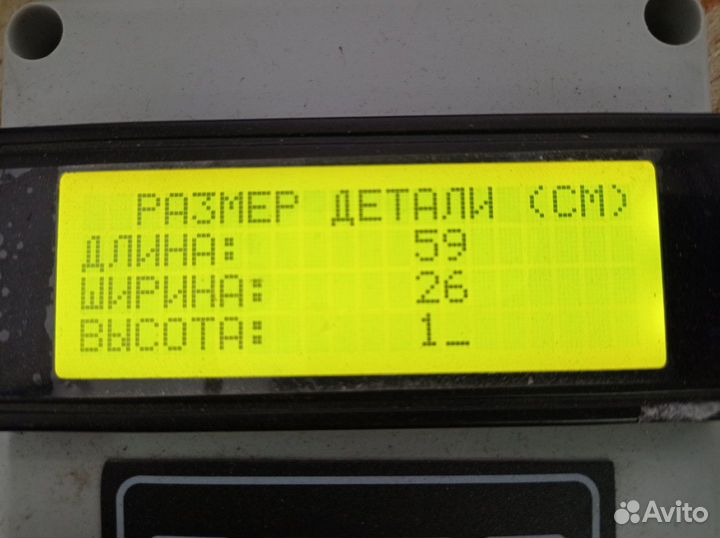 РАЗМЕР ДЕТАЛИ (СМ)
ДЛИНА: 59
ШИРИНА: 26
ВЫСОТА: 1_
Avito